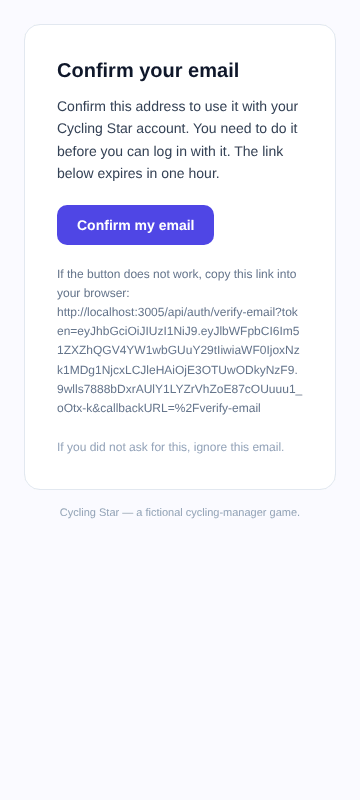 Confirm your email
Confirm this address to use it with your
Cycling Star account. You need to do it
before you can log in with it. The link
below expires in one hour.
Confirm my email
If the button does not work, copy this link into
your browser:
http://localhost:3005/api/auth/verify-email?tok
en=eyJhbGciOiJIUzI1NiJ9.eyJlbWFpbCI6Im5
1ZXZhQGV4YW1wbGUuY29tIiwiaWF0IjoxNz
k1MDg1NjcxLCJleHAiOjE3OTUwODkyNzF9.
9wlls7888bDxrAUlY1LYZrVhZoE87cOUuuu1_
oOtx-k&callbackURL=%2Fverify-email
If you did not ask for this, ignore this email.
Cycling Star — a fictional cycling-manager game.